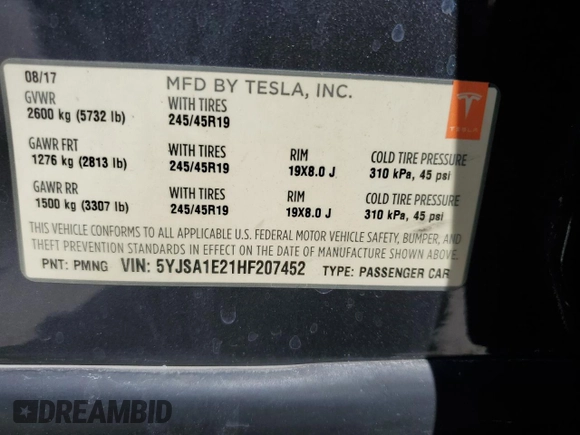 08/17 MFD BY TESLA, INC.
GVWR WITH TIRES
2600 kg (5732 lb) 245/45R19
TESLA
GAWR FRT WITH TIRES RIM COLD TIRE PRESSURE
1276 kg (2813 lb) 245/45R19 19X8.0 J 310 kPa, 45 psi
GAWR RR WITH TIRES RIM COLD TIRE PRESSURE
1500 kg (3307 lb) 245/45R19 19X8.0 J 310 kPa, 45 psi
THIS VEHICLE CONFORMS TO ALL APPLICABLE U.S. FEDERAL MOTOR VEHICLE SAFETY, BUMPER, AND
THEFT PREVENTION STANDARDS IN EFFECT ON THE DATE OF MANUFACTURE SHOWN ABOVE.
PNT: PMNG VIN: 5YJSA1E21HF207452 TYPE: PASSENGER CAR
DREAMBID